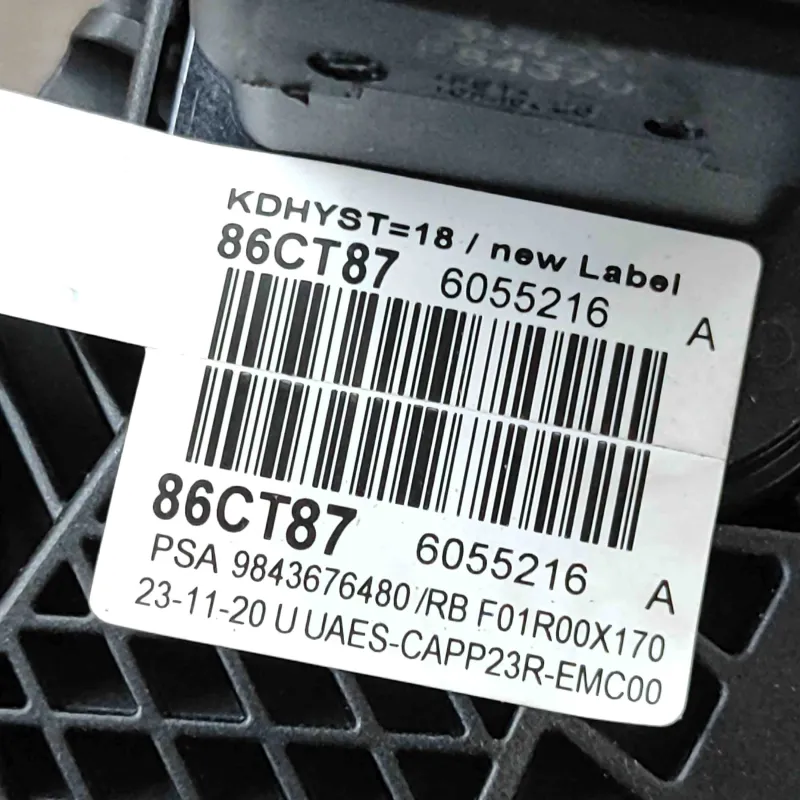 KDHYST=18 / new Label
86CT87 6055216 A
86CT87 6055216 A
PSA 9843676480/RB F01R00X170
23-11-20 U UAES-CAPP23R-EMC00